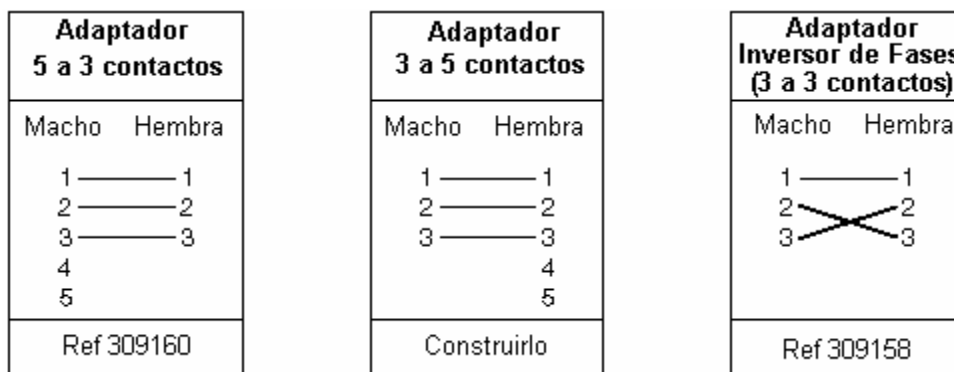 Adaptador
5 a 3 contactos
Macho Hembra
1 1
2 2
3 3
4
5
Ref 309160
Adaptador
3 a 5 contactos
Macho Hembra
1 1
2 2
3 3
4
5
Construirlo
Adaptador
Inversor de Fases
(3 a 3 contactos)
Macho Hembra
1 1
2 2
3 3
Ref 309158